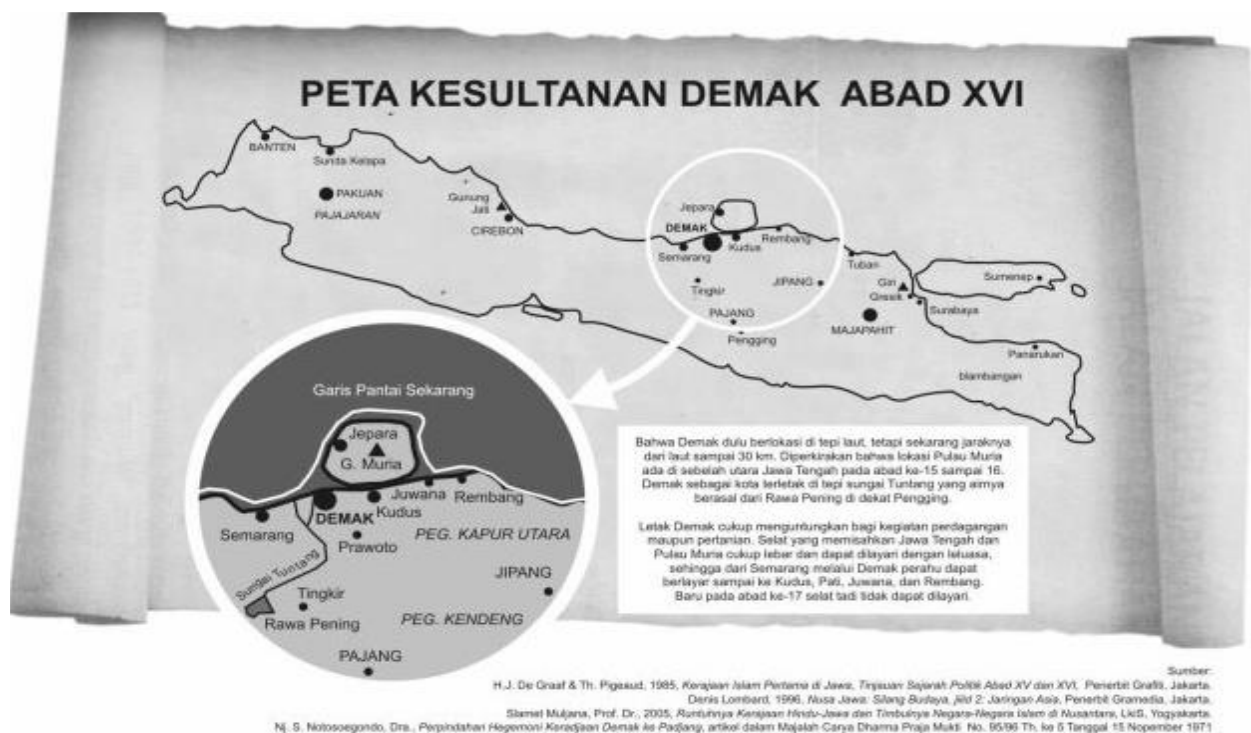 PETA KESULTANAN DEMAK ABAD XVI
BANTEN
Sunda Kelapa
PAKUAN
PAJAJARAN
Gunung
Jati
CIREBON
Jepara
DEMAK
Kudus
Rembang
Semarang
Tingkir
JIPANG
PAJANG
Pengging
Tuban
Giri
Gresik
Surabaya
MAJAPAHIT
Sumenep
Panarukan
blambangan
Garis Pantai Sekarang
Jepara
G. Muria
Juwana
Rembang
Semarang
DEMAK
Kudus
Prawoto
PEG. KAPUR UTARA
Sungai Tuntang
JIPANG
Tingkir
Rawa Pening
PEG. KENDENG
PAJANG
Bahwa Demak dulu berlokasi di tepi laut, tetapi sekarang jaraknya
dari laut sampai 30 km. Diperkirakan bahwa lokasi Pulau Muria
ada di sebelah utara Jawa Tengah pada abad ke-15 sampai 16.
Demak sebagai kota terletak di tepi sungai Tuntang yang airnya
berasal dari Rawa Pening di dekat Pengging.
Letak Demak cukup menguntungkan bagi kegiatan perdagangan
maupun pertanian. Selat yang memisahkan Jawa Tengah dan
Pulau Muria cukup lebar dan dapat dilayari dengan leluasa,
sehingga dari Semarang melalui Demak perahu dapat
berlayar sampai ke Kudus, Pati, Juwana, dan Rembang.
Baru pada abad ke-17 selat tadi tidak dapat dilayari.
Sumber:
H.J. De Graaf & Th. Pigeaud, 1985, Kerajaan Islam Pertama di Jawa, Tinjauan Sejarah Politik Abad XV dan XVI, Penerbit Grafiti, Jakarta.
Denis Lombard, 1996, Nusa Jawa: Silang Budaya, jilid 2: Jaringan Asia, Penerbit Gramedia, Jakarta.
Slamet Muljana, Prof. Dr., 2005, Runtuhnya Kerajaan Hindu-Jawa dan Timbulnya Negara-Negara Islam di Nusantara, LkiS, Yogyakarta.
Nj. S. Notosoegondo, Dra., Perpindahan Hegemoni Keradjaan Demak ke Padjang, artikel dalam Majalah Carya Dharma Praja Mukti No. 95/96 Th. ke 5 Tanggal 15 Nopember 1971